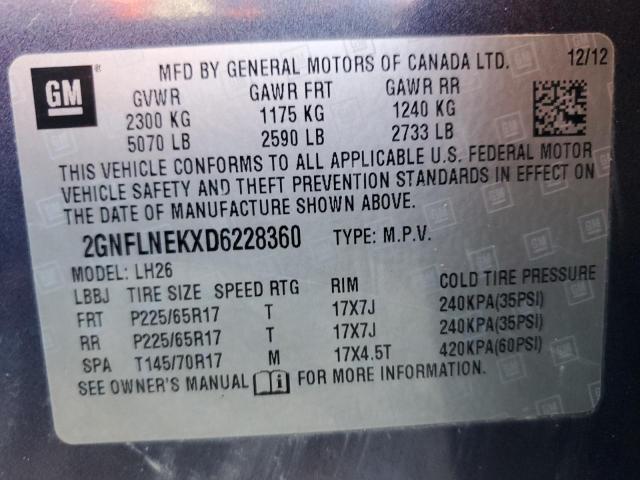 GM ® MFD BY GENERAL MOTORS OF CANADA LTD. 12/12
GVWR GAWR FRT GAWR RR
2300 KG 1175 KG 1240 KG
5070 LB 2590 LB 2733 LB
THIS VEHICLE CONFORMS TO ALL APPLICABLE U.S. FEDERAL MOTOR
VEHICLE SAFETY AND THEFT PREVENTION STANDARDS IN EFFECT ON
THE DATE OF MANUFACTURE SHOWN ABOVE.
2GNFLNEKXD6228360 TYPE: M.P.V.
MODEL: LH26
LBBJ TIRE SIZE SPEED RTG RIM COLD TIRE PRESSURE
FRT P225/65R17 T 17X7J 240KPA(35PSI)
RR P225/65R17 T 17X7J 240KPA(35PSI)
SPA T145/70R17 M 17X4.5T 420KPA(60PSI)
SEE OWNER'S MANUAL FOR MORE INFORMATION.